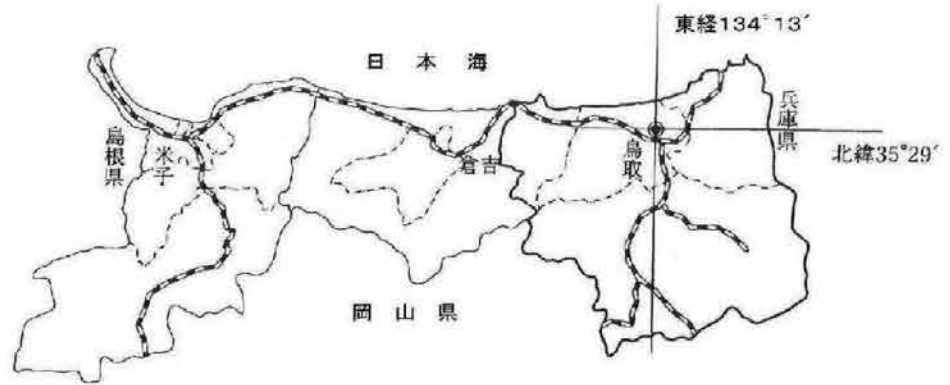 東経134°13′
日本海
兵庫県
北緯35°29′
島根県
米子
倉吉
鳥取
岡山県